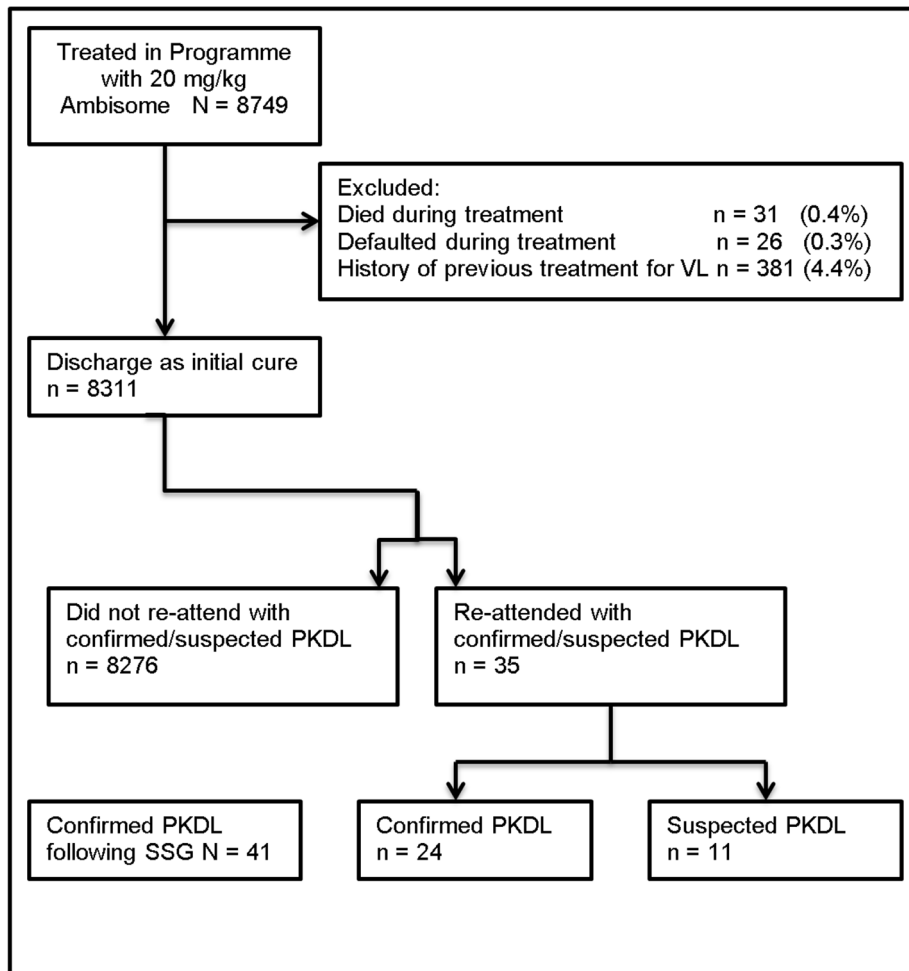 Treated in Programme
with 20 mg/kg
Ambisome N = 8749
Excluded:
Died during treatment n = 31 (0.4%)
Defaulted during treatment n = 26 (0.3%)
History of previous treatment for VL n = 381 (4.4%)
Discharge as initial cure
n = 8311
Did not re-attend with
confirmed/suspected PKDL
n = 8276
Re-attended with
confirmed/suspected PKDL
n = 35
Confirmed PKDL
following SSG N = 41
Confirmed PKDL
n = 24
Suspected PKDL
n = 11